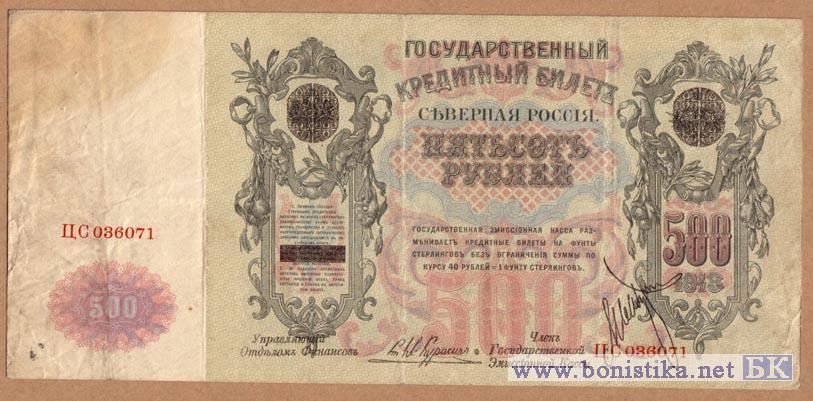 ГОСУДАРСТВЕННЫЙ
КРЕДИТНЫЙ БИЛЕТЪ
СѢВЕРНАЯ РОССІЯ.
ПЯТЬСОТЪ
РУБЛЕЙ
ГОСУДАРСТВЕННАЯ ЭМИССІОННАЯ КАССА РАЗ-
МѢНИВАЕТЪ КРЕДИТНЫЕ БИЛЕТЫ НА ФУНТЫ
СТЕРЛИНГОВЪ БЕЗЪ ОГРАНИЧЕНІЯ СУММЫ ПО
КУРСУ 40 РУБЛЕЙ = 1 ФУНТУ СТЕРЛИНГОВЪ.
ЦС 036071
500
500
500
1918
Управляющій
Отдѣломъ Финансовъ
Членъ
Государственной
Эмиссіонной Кассы
ЦС 036071
www.bonistika.net БК